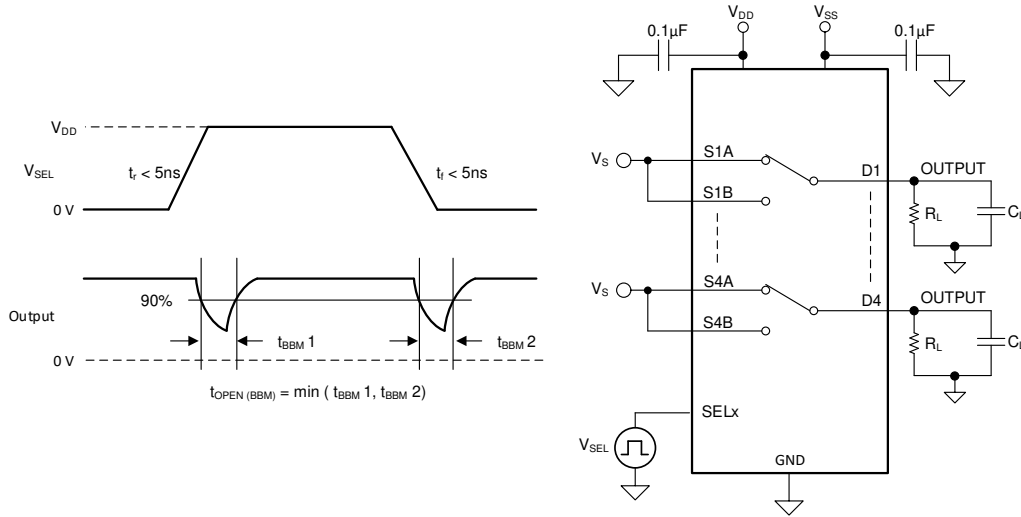 V_DD
V_SEL
t_r < 5ns
t_f < 5ns
0 V
90%
Output
t_BBM 1
t_BBM 2
0 V
t_OPEN (BBM) = min ( t_BBM 1, t_BBM 2)
V_DD
V_SS
0.1µF
0.1µF
V_S
S1A
D1
OUTPUT
S1B
R_L
C_L
V_S
S4A
D4
OUTPUT
S4B
R_L
C_L
SELx
V_SEL
GND